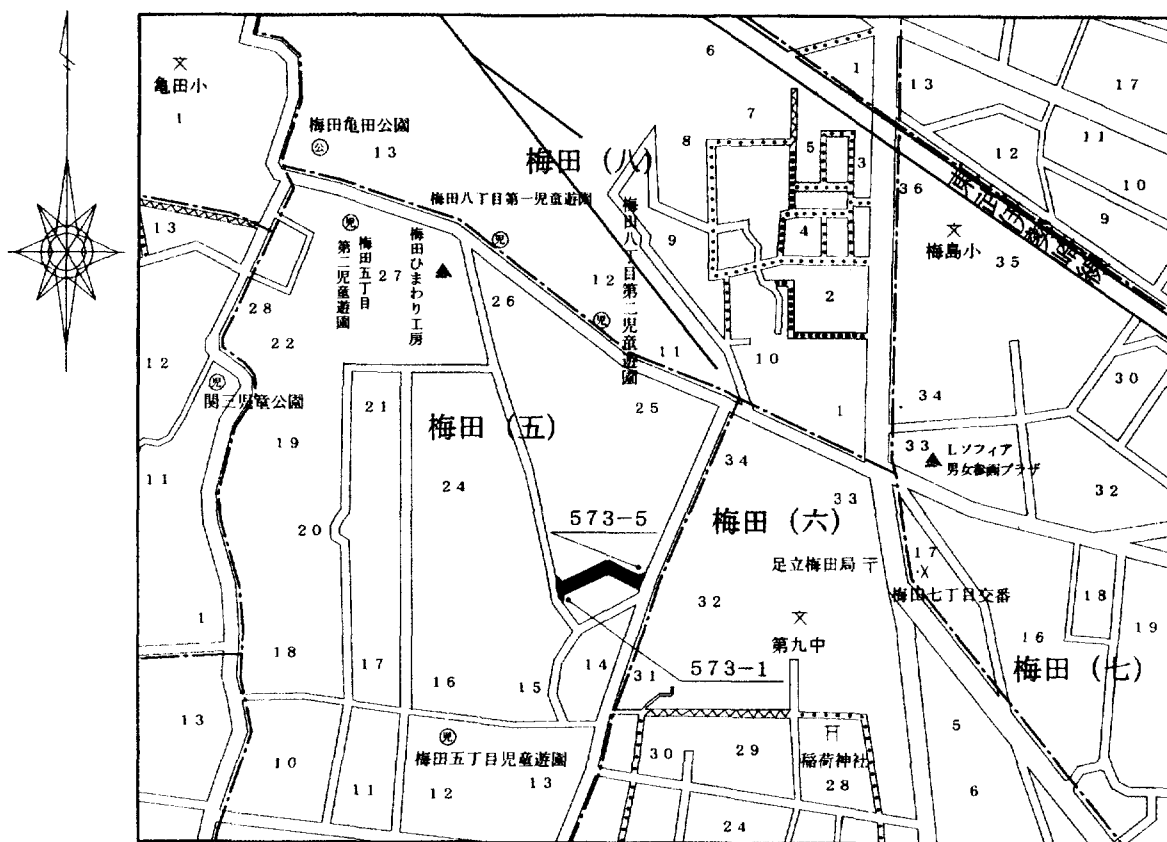 亀田小
1
梅田亀田公園
公
13
梅田（八）
6
7
8
5
3
1
13
17
11
12
10
9
36
梅島小
35
4
2
9
10
1
梅田八丁目第一児童遊園
児
梅田八丁目第二児童遊園
児
12
11
13
28
22
児
梅田五丁目
第二児童遊園
27
梅田ひまわり工房
26
25
12
児
関三児童公園
19
21
梅田（五）
24
20
11
34
33
34
33
Lソフィア
男女参画プラザ
30
32
573-5
梅田（六）
足立梅田局
17
X
梅田七丁目交番
18
19
16
梅田（七）
32
第九中
573-1
1
18
17
16
15
14
31
13
10
児
梅田五丁目児童遊園
11
12
13
30
29
稲荷神社
28
24
5
6